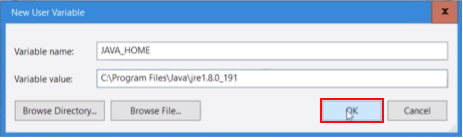 New User Variable
x
Variable name: JAVA_HOME
Variable value: C:\Program Files\Java\jre1.8.0_191
Browse Directory... Browse File... OK Cancel